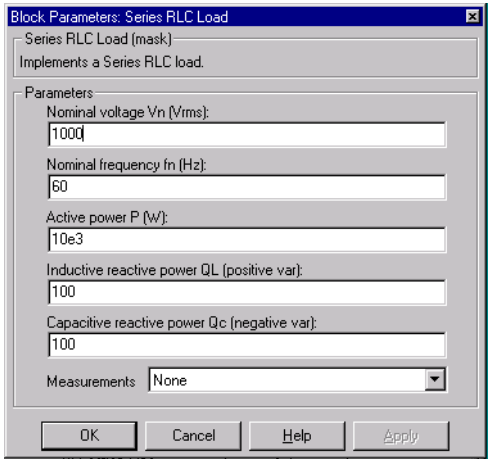 Block Parameters: Series RLC Load
Series RLC Load (mask)
Implements a Series RLC load.
Parameters
Nominal voltage Vn (Vrms):
1000
Nominal frequency fn (Hz):
60
Active power P (W):
10e3
Inductive reactive power QL (positive var):
100
Capacitive reactive power Qc (negative var):
100
Measurements None
OK Cancel Help Apply